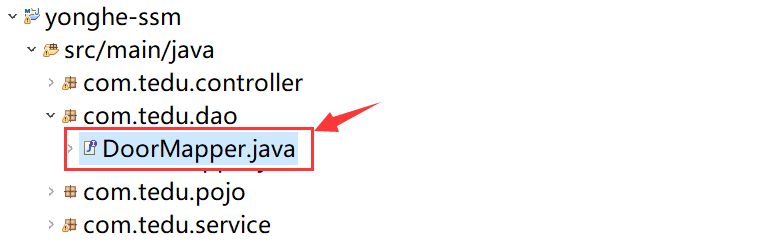 yonghe-ssm
src/main/java
com.tedu.controller
com.tedu.dao
DoorMapper.java
com.tedu.pojo
com.tedu.service